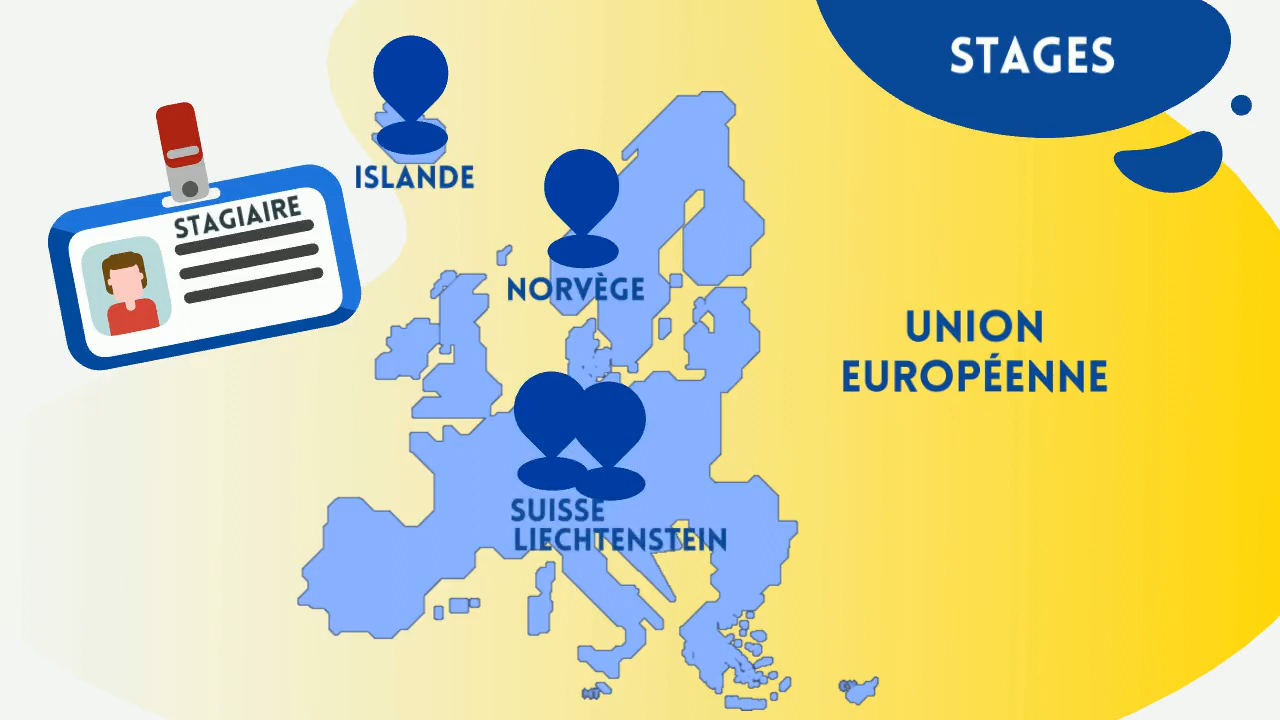 STAGES
ISLANDE
STAGIAIRE
NORVÈGE
UNION
EUROPÉENNE
SUISSE
LIECHTENSTEIN